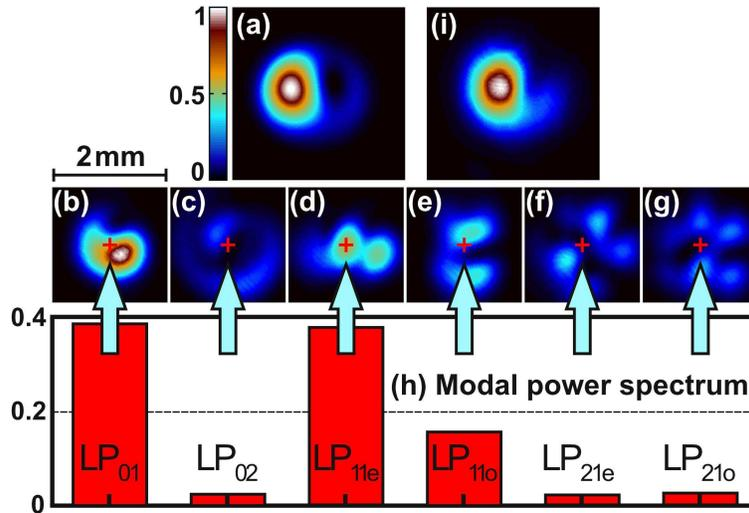 1
(a)
(i)
0.5
0
2mm
(b)
(c)
(d)
(e)
(f)
(g)
0.4
(h) Modal power spectrum
0.2
LP01
LP02
LP11e
LP11o
LP21e
LP21o
0